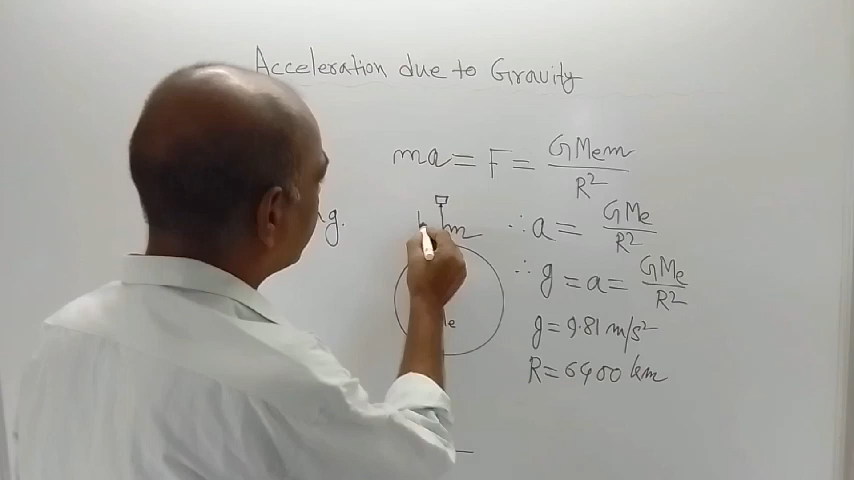 Acceleration due to Gravity
ma = F = GMem / R²
g.
m
∴ a = GMe / R²
∴ g = a = GMe / R²
e
g = 9.81 m/s²
R = 6400 km